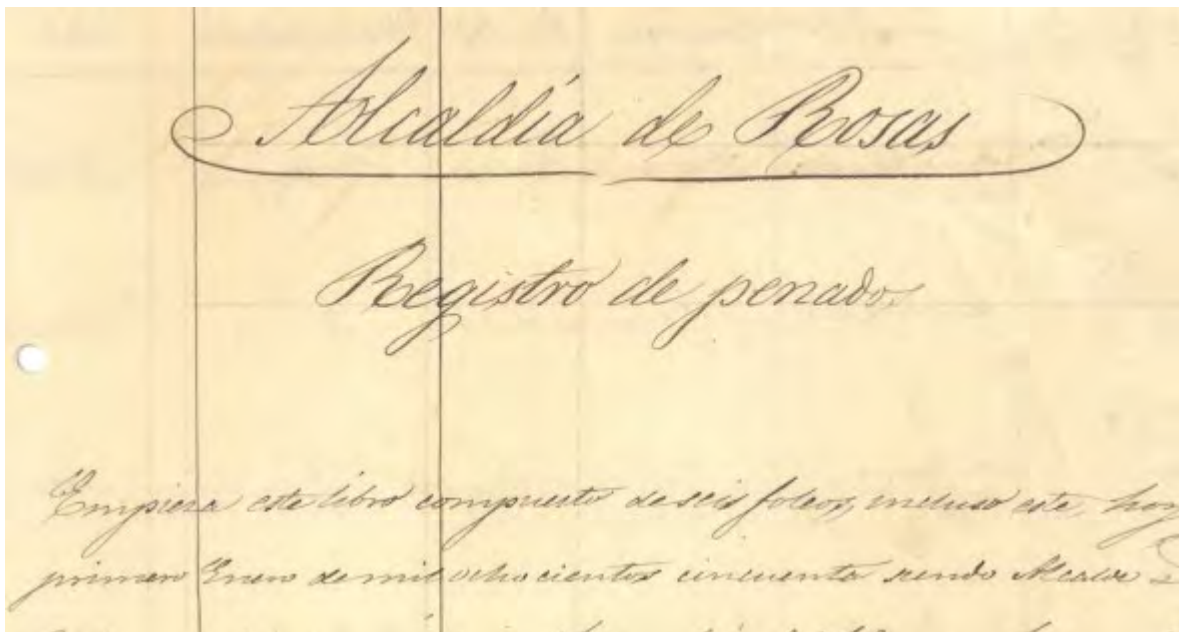 Alcaldía de Rosas
Registro de penados
Empieza este libro compuesto de seis folios, incluso este, hoy
primero Enero de mil ochocientos cincuenta siendo Alcalde